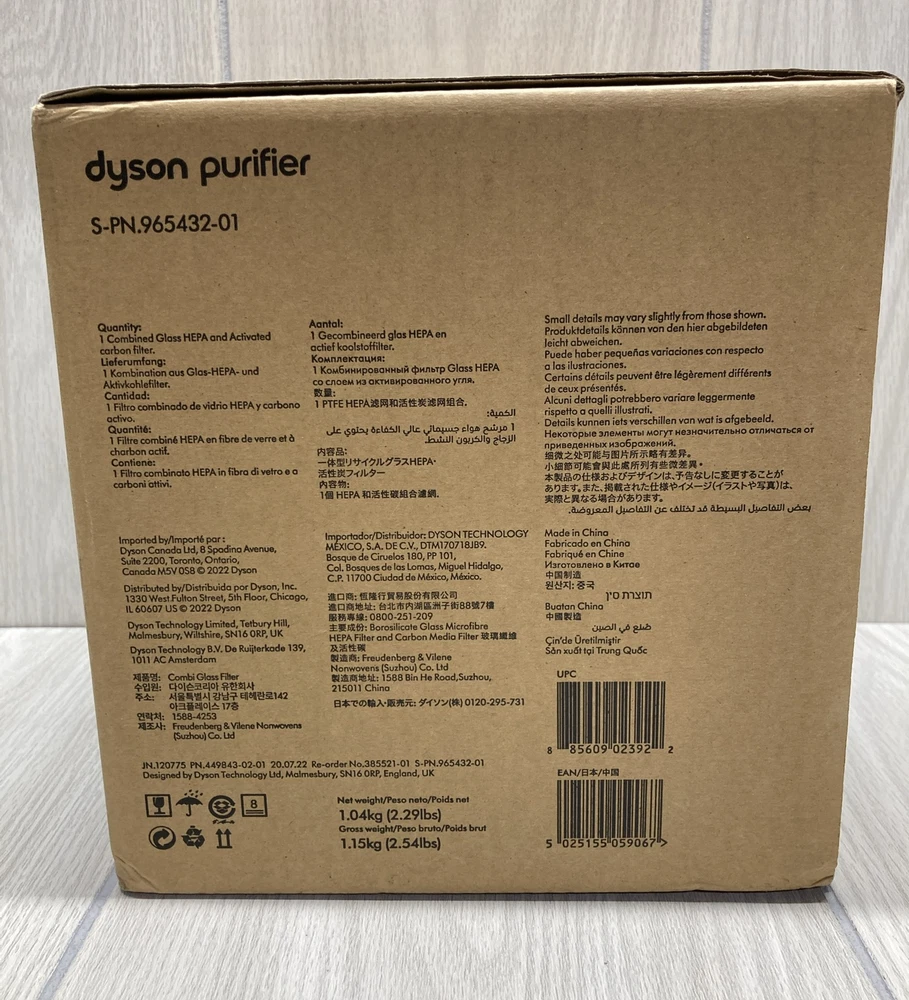 dyson purifier
S-PN.965432-01
Quantity:
1 Combined Glass HEPA and Activated
carbon filter.
Lieferumfang:
1 Kombination aus Glas-HEPA- und
Aktivkohlefilter.
Cantidad:
1 Filtro combinado de vidrio HEPA y carbono
activo.
Quantité:
1 Filtre combiné HEPA en fibre de verre et à
charbon actif.
Contiene:
1 Filtro combinato HEPA in fibra di vetro e a
carboni attivi.
Aantal:
1 Gecombineerd glas HEPA en
actief koolstoffilter.
Комплектация:
1 Комбинированный фильтр Glass HEPA
со слоем из активированного угля.
数量:
1 PTFE HEPA滤网和活性炭滤网组合.
الكمية:
1 مرشح هواء جسيماتي عالي الكفاءة يحتوي على
الزجاج والكربون النشط.
内容品:
一体型リサイクルグラスHEPA・
活性炭フィルター
內容物:
1個 HEPA 和活性碳組合濾網.
Small details may vary slightly from those shown.
Produktdetails können von den hier abgebildeten
leicht abweichen.
Puede haber pequeñas variaciones con respecto
a las ilustraciones.
Certains détails peuvent être légèrement différents
de ceux présentés.
Alcuni dettagli potrebbero variare leggermente
rispetto a quelli illustrati.
Details kunnen iets verschillen van wat is afgebeeld.
Некоторые элементы могут незначительно отличаться от
приведенных изображений.
细微之处可能与图片所示略有差异。
小細節可能會與此處所列有些微差異。
本製品の仕様およびデザインは、予告なしに変更することが
あります。また、掲載された仕様やイメージ(イラストや写真)は、
実際と異なる場合があります。
بعض التفاصيل البسيطة قد تختلف عن التفاصيل المعروضة.
Imported by/Importé par :
Dyson Canada Ltd, 8 Spadina Avenue,
Suite 2200, Toronto, Ontario,
Canada M5V 0S8 © 2022 Dyson
Distributed by/Distribuida por Dyson, Inc.
1330 West.Fulton Street, 5th Floor, Chicago,
IL 60607 US © 2022 Dyson
Dyson Technology Limited, Tetbury Hill,
Malmesbury, Wiltshire, SN16 0RP, UK
Dyson Technology B.V. De Ruijterkade 139,
1011 AC Amsterdam
제품명: Combi Glass Filter
수입원: 다이슨코리아 유한회사
주소: 서울특별시 강남구 테헤란로142
아크플레이스 17층
연락처: 1588-4253
제조사: Freudenberg & Vilene Nonwovens
(Suzhou) Co. Ltd
Importador/Distribuidor: DYSON TECHNOLOGY
MÉXICO, S.A. DE C.V., DTM170718JB9.
Bosque de Ciruelos 180, PP 101,
Col. Bosques de las Lomas, Miguel Hidalgo,
C.P. 11700 Ciudad de México, México.
進口商: 恆隆行貿易股份有限公司
進口商地址: 台北市內湖區洲子街88號7樓
服務專線: 0800-251-209
主要成份: Borosilicate Glass Microfibre
HEPA Filter and Carbon Media Filter 玻璃纖維
及活性碳
製造商: Freudenberg & Vilene
Nonwovens (Suzhou) Co. Ltd
製造商地址: 1588 Bin He Road,Suzhou,
215011 China
日本での輸入・販売元: ダイソン(株) 0120-295-731
Made in China
Fabricado en China
Fabriqué en Chine
Изготовлено в Китае
中国制造
원산지: 중국
תוצרת סין
Buatan China
中國製造
صنع في الصين
Çin'de Üretilmiştir
Sản xuất tại Trung Quốc
UPC
8 85609 02392 2
EAN/日本/中国
5 025155 059067 >
JN.120775 PN.449843-02-01 20.07.22 Re-order No.385521-01 S-PN.965432-01
Designed by Dyson Technology Ltd, Malmesbury, SN16 0RP, England, UK
8
ダンボール
Net weight/Peso neto/Poids net
1.04kg (2.29lbs)
Gross weight/Peso bruto/Poids brut
1.15kg (2.54lbs)